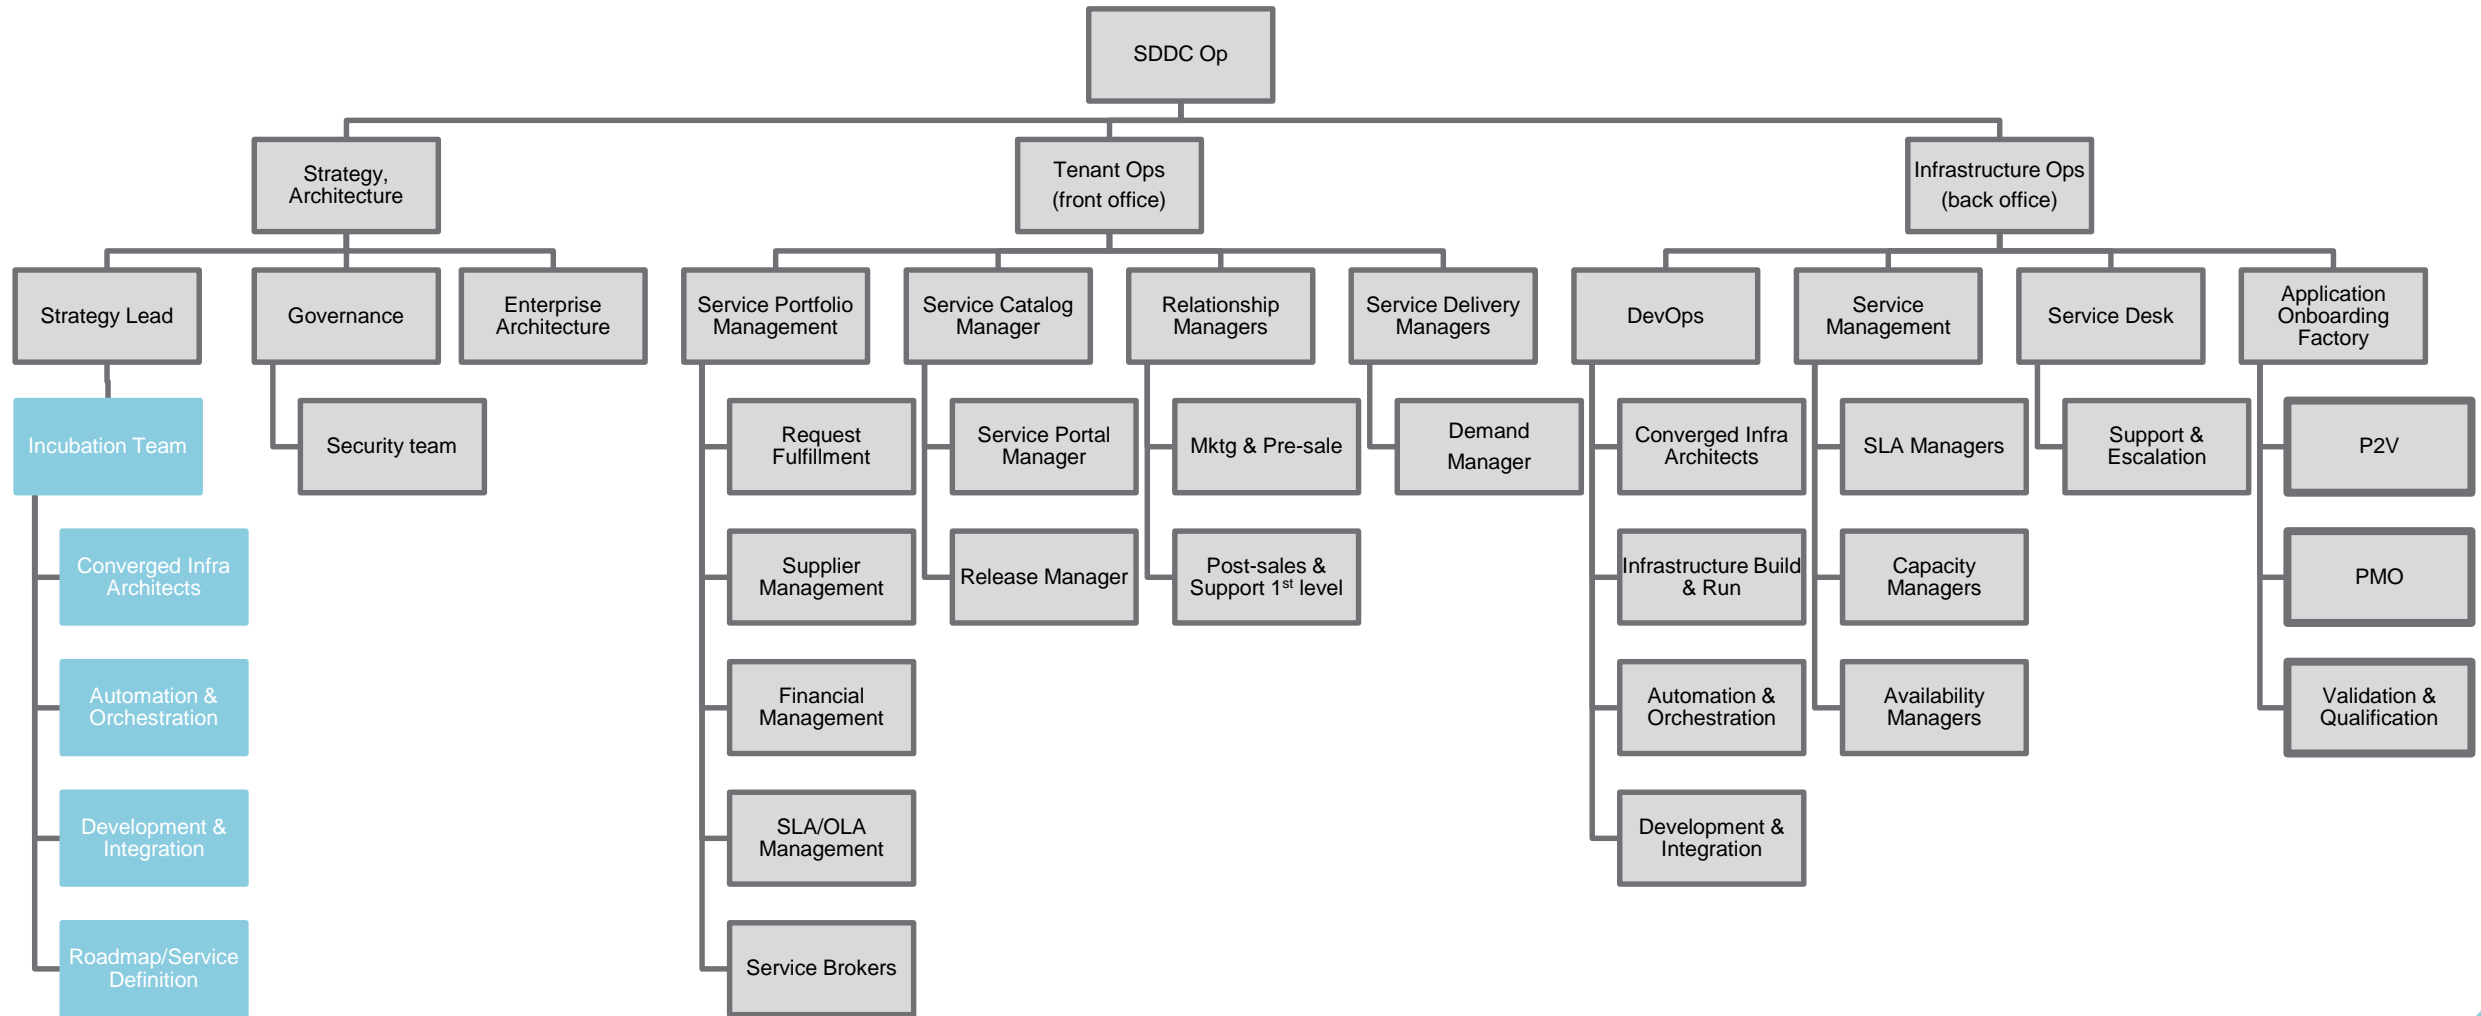 SDDC Op
Strategy,
Architecture
Tenant Ops
(front office)
Infrastructure Ops
(back office)
Strategy Lead
Governance
Enterprise
Architecture
Service Portfolio
Management
Service Catalog
Manager
Relationship
Managers
Service Delivery
Managers
DevOps
Service
Management
Service Desk
Application
Onboarding
Factory
Incubation Team
Security team
Request
Fulfillment
Service Portal
Manager
Mktg & Pre-sale
Demand
Manager
Converged Infra
Architects
SLA Managers
Support &
Escalation
P2V
Converged Infra
Architects
Supplier
Management
Release Manager
Post-sales &
Support 1st level
Infrastructure Build
& Run
Capacity
Managers
PMO
Automation &
Orchestration
Financial
Management
Automation &
Orchestration
Availability
Managers
Validation &
Qualification
Development &
Integration
SLA/OLA
Management
Development &
Integration
Roadmap/Service
Definition
Service Brokers